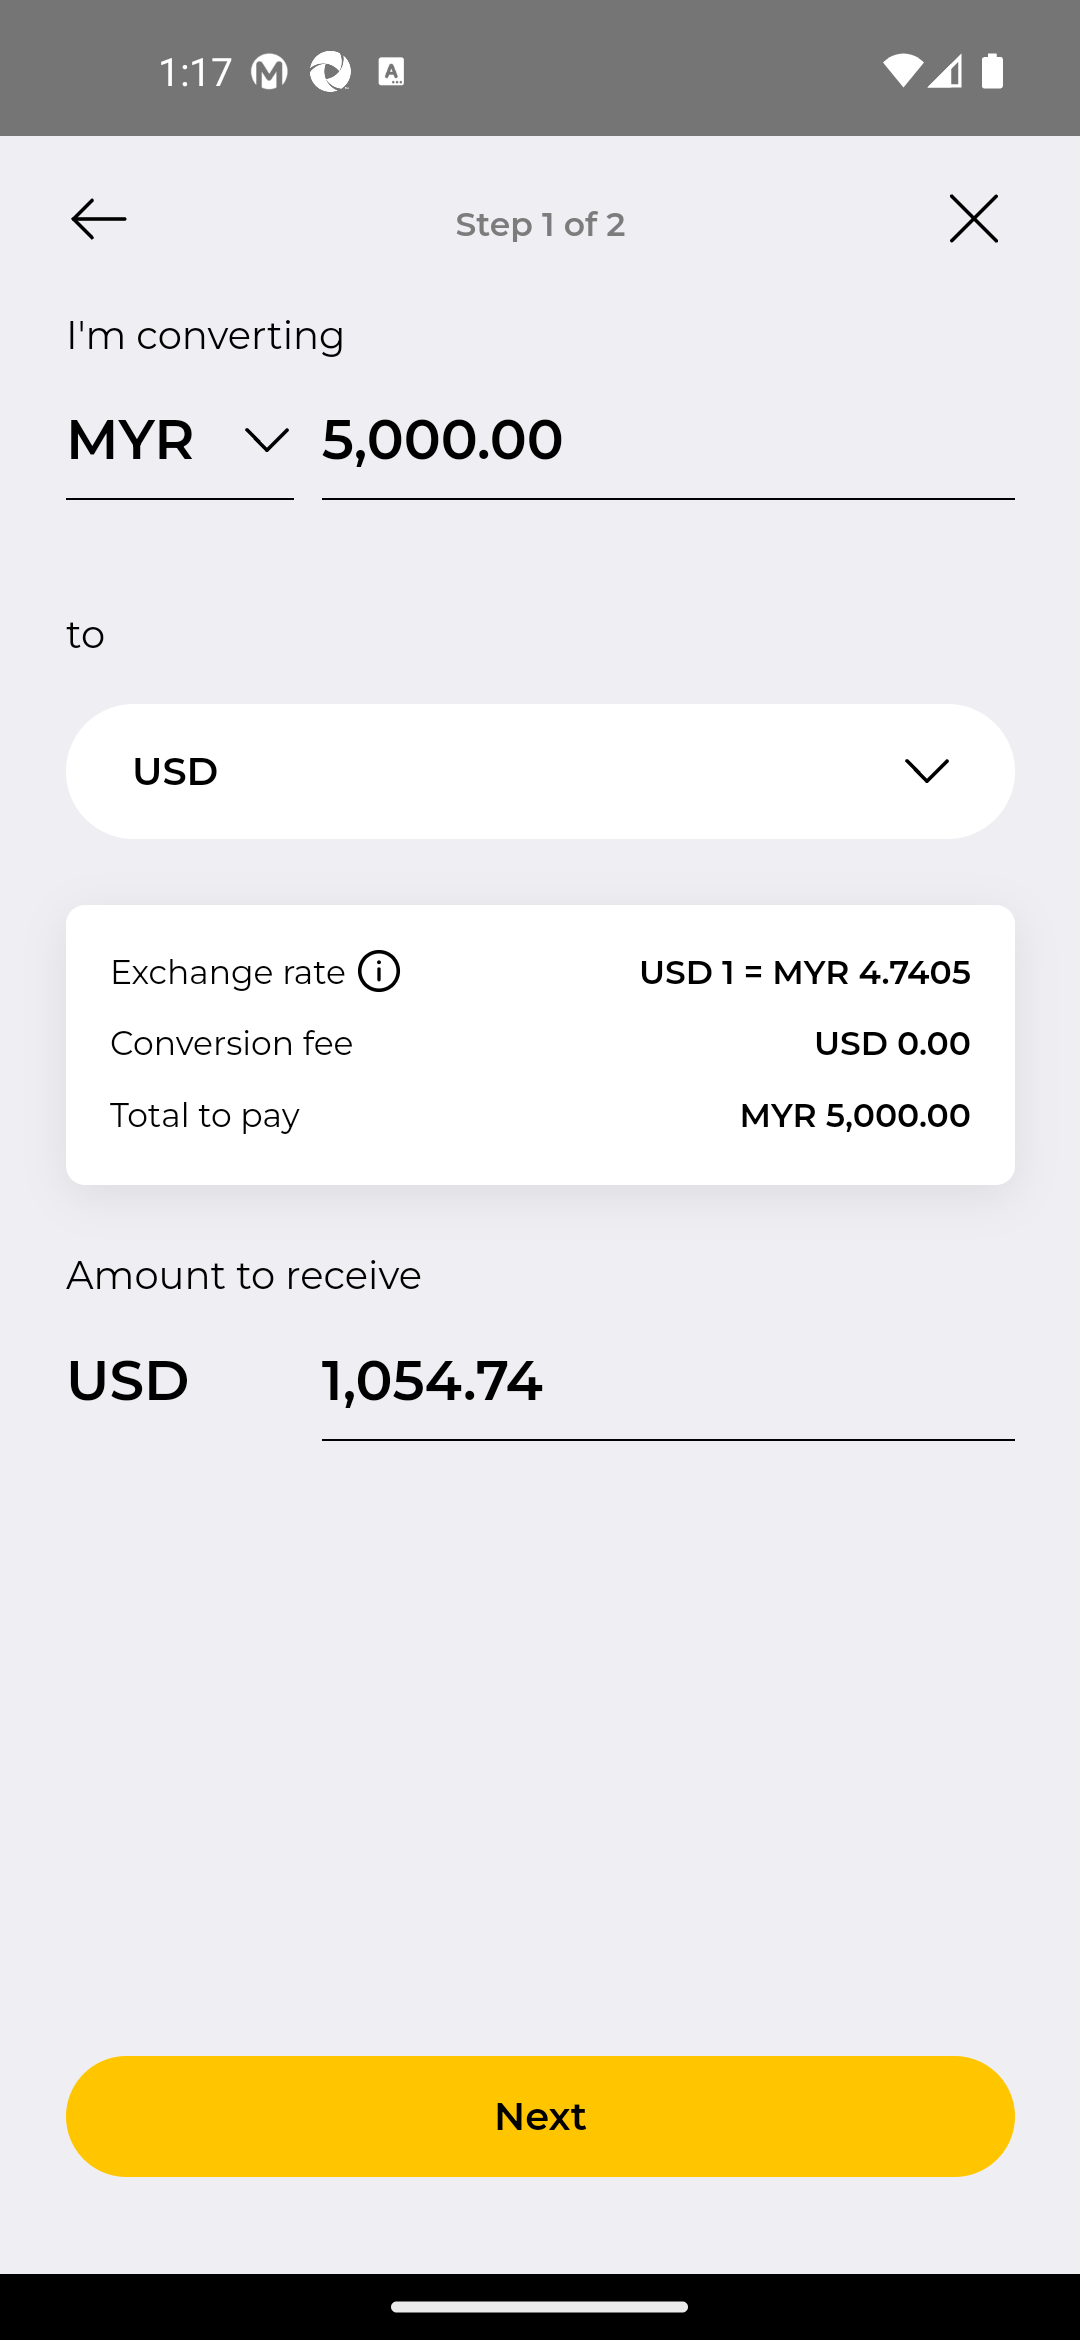 1:17
Step 1 of 2
I'm converting
MYR 5,000.00
to
USD
Exchange rate USD 1 = MYR 4.7405
Conversion fee USD 0.00
Total to pay MYR 5,000.00
Amount to receive
USD 1,054.74
Next